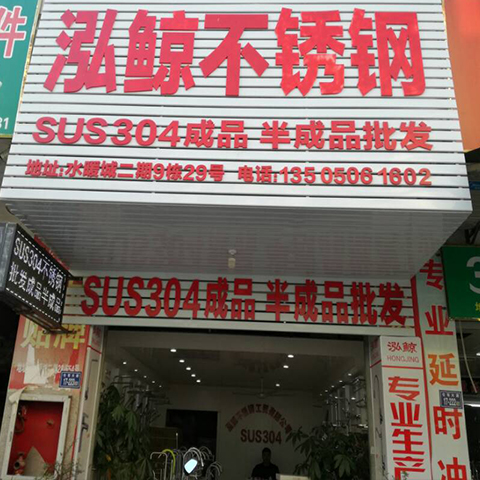 件
泓鲸不锈钢
SUS304成品 半成品批发
地址:水暖城二期9栋29号 电话:135 0506 1602
SUS304不锈钢
批发成品半成品
SUS304成品 半成品批发
贴牌
泓鲸
HONGJING
专业生产
专业延时冲
SUS304